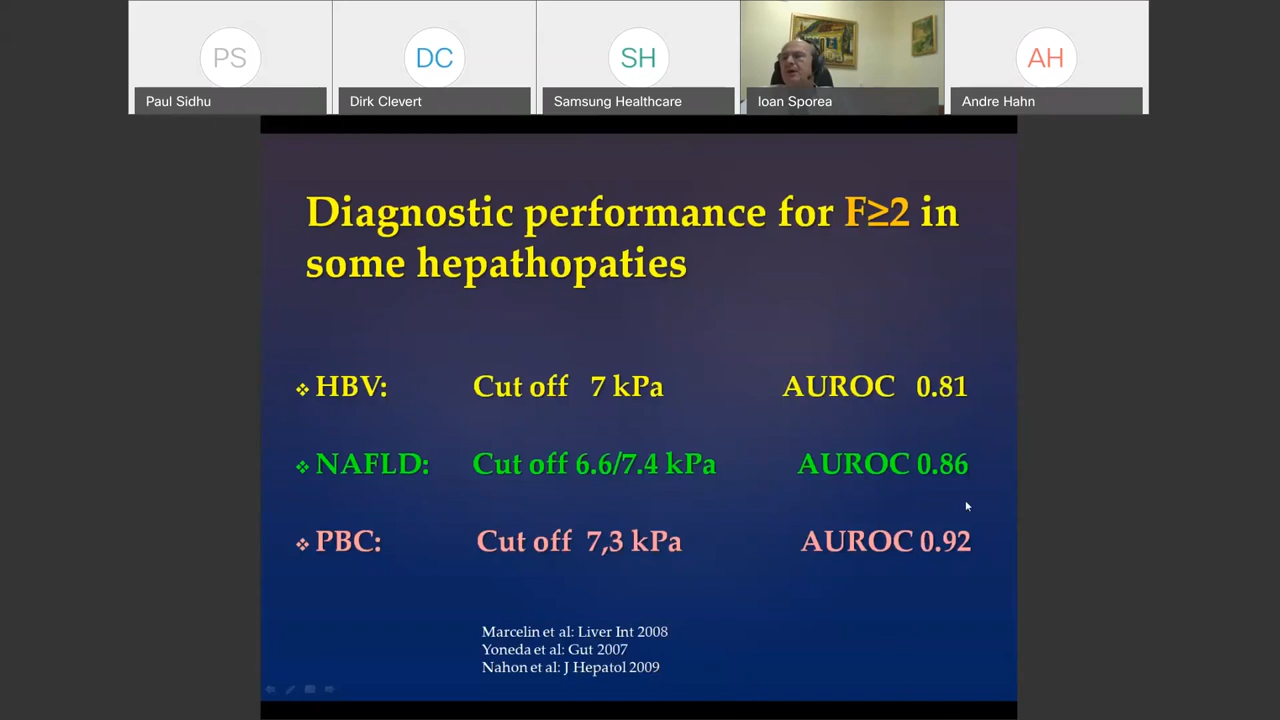 PS
DC
SH
AH
Paul Sidhu
Dirk Clevert
Samsung Healthcare
Ioan Sporea
Andre Hahn
Diagnostic performance for F≥2 in
some hepathopaties
HBV: Cut off 7 kPa AUROC 0.81
NAFLD: Cut off 6.6/7.4 kPa AUROC 0.86
PBC: Cut off 7,3 kPa AUROC 0.92
Marcelin et al: Liver Int 2008
Yoneda et al: Gut 2007
Nahon et al: J Hepatol 2009